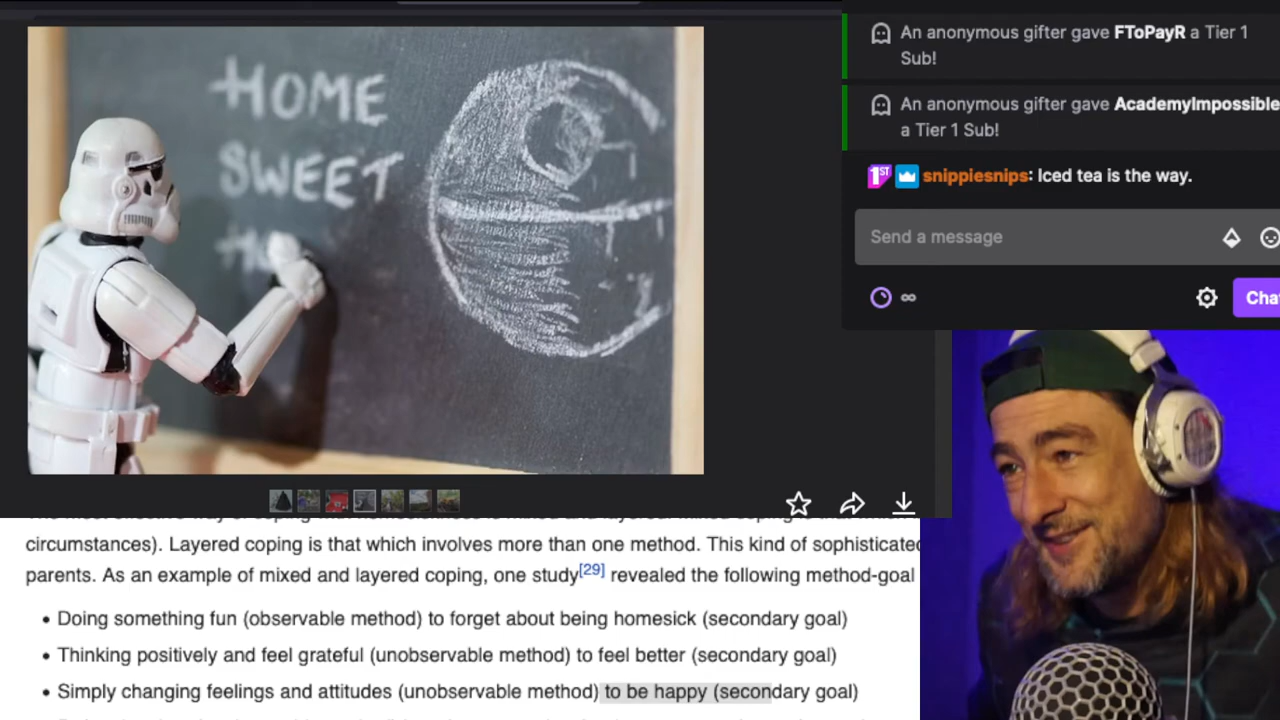 HOME
SWEET
An anonymous gifter gave FToPayR a Tier 1
Sub!
An anonymous gifter gave AcademyImpossible
a Tier 1 Sub!
1ST snippiesnips: Iced tea is the way.
Send a message
∞
circumstances). Layered coping is that which involves more than one method. This kind of
parents. As an example of mixed and layered coping, one study[29] revealed the following method-goal
• Doing something fun (observable method) to forget about being homesick (secondary goal)
• Thinking positively and feel grateful (unobservable method) to feel better (secondary goal)
• Simply changing feelings and attitudes (unobservable method) to be happy (secondary goal)